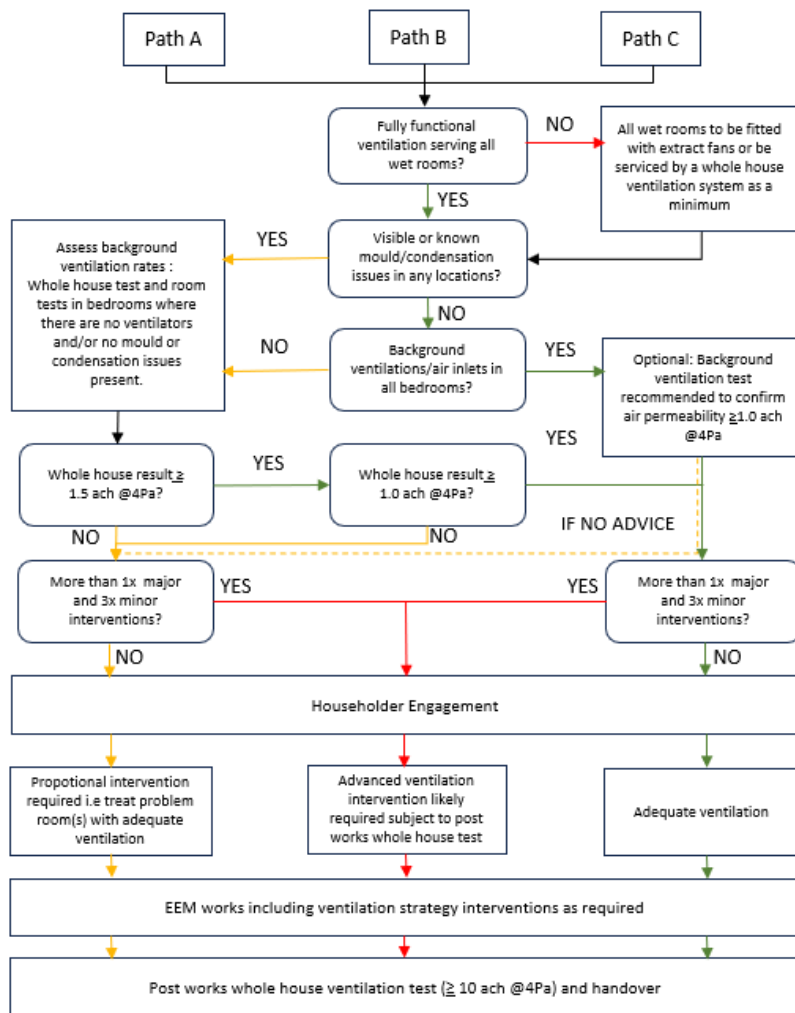 Path A
Path B
Path C
Fully functional
ventilation serving all
wet rooms?
NO
All wet rooms to be fitted
with extract fans or be
serviced by a whole house
ventilation system as a
minimum
YES
Assess background
ventilation rates :
Whole house test and room
tests in bedrooms where
there are no ventilators
and/or no mould or
condensation issues
present.
YES
Visible or known
mould/condensation
issues in any locations?
NO
NO
Background
ventilations/air inlets in
all bedrooms?
YES
Optional: Background
ventilation test
recommended to confirm
air permeability ≥1.0 ach
@4Pa
Whole house result ≥
1.5 ach @4Pa?
YES
Whole house result ≥
1.0 ach @4Pa?
YES
NO
NO
IF NO ADVICE
More than 1x major
and 3x minor
interventions?
YES
YES
More than 1x major
and 3x minor
interventions?
NO
NO
Householder Engagement
Propotional intervention
required i.e treat problem
room(s) with adequate
ventilation
Advanced ventilation
intervention likely
required subject to post
works whole house test
Adequate ventilation
EEM works including ventilation strategy interventions as required
Post works whole house ventilation test (≥ 10 ach @4Pa) and handover